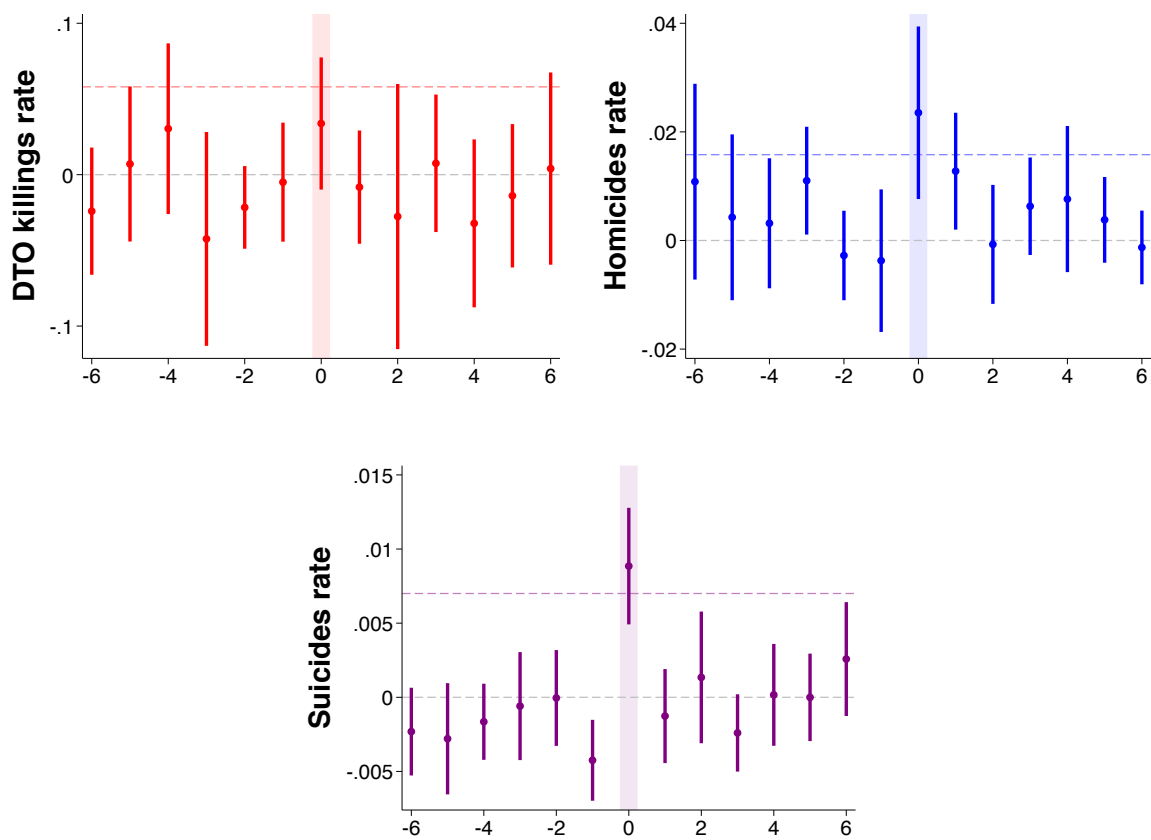 DTO killings rate
.1
0
-.1
-6 -4 -2 0 2 4 6
Homicides rate
.04
.02
0
-.02
-6 -4 -2 0 2 4 6
Suicides rate
.015
.01
.005
0
-.005
-6 -4 -2 0 2 4 6